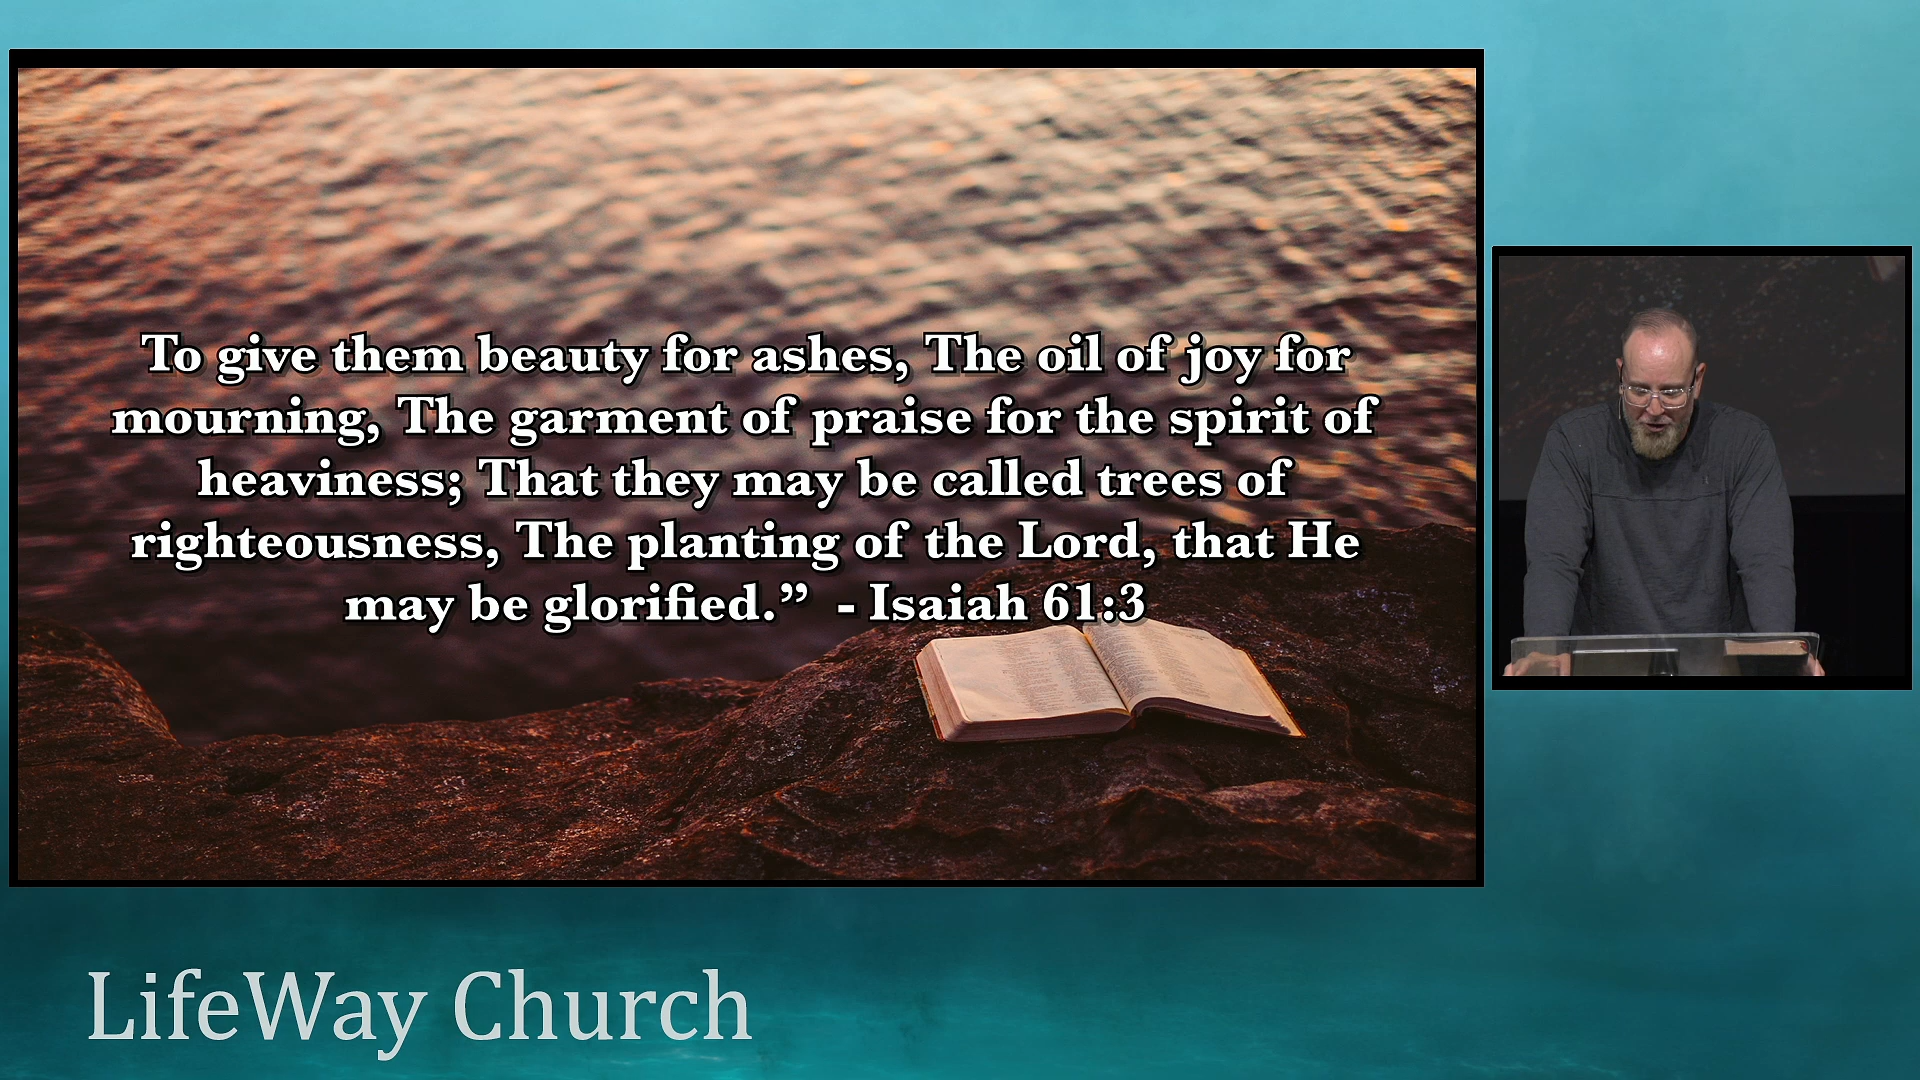 To give them beauty for ashes, The oil of joy for
mourning, The garment of praise for the spirit of
heaviness; That they may be called trees of
righteousness, The planting of the Lord, that He
may be glorified.”  - Isaiah 61:3
LifeWay Church